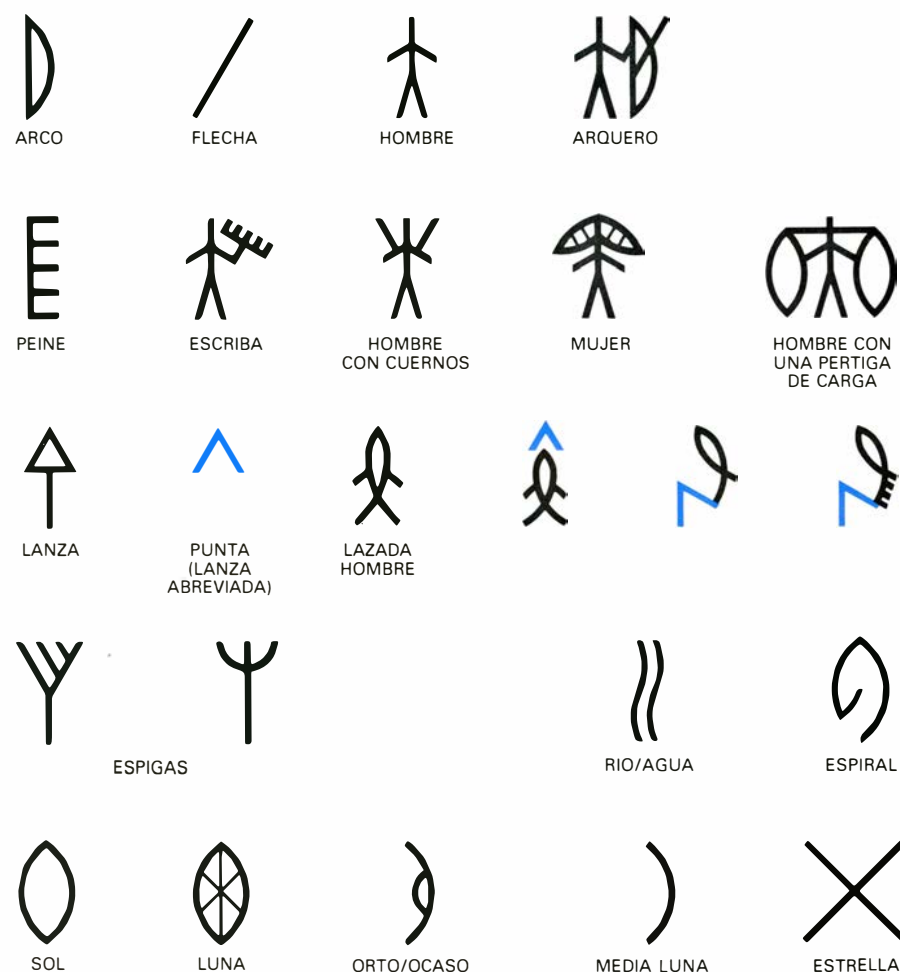 ARCO FLECHA HOMBRE ARQUERO
PEINE ESCRIBA HOMBRE MUJER HOMBRE CON
CON CUERNOS UNA PERTIGA
DE CARGA
LANZA PUNTA LAZADA
(LANZA HOMBRE
ABREVIADA)
ESPIGAS RIO/AGUA ESPIRAL
SOL LUNA ORTO/OCASO MEDIA LUNA ESTRELLA